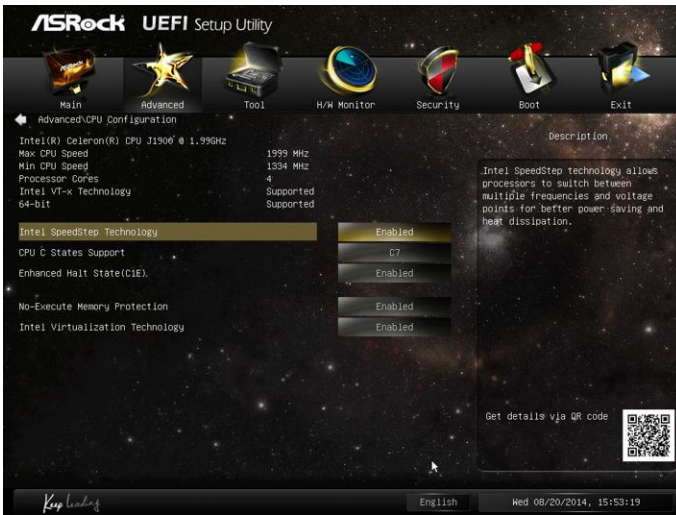 ASRock UEFI Setup Utility
Main Advanced Tool H/W Monitor Security Boot Exit
Advanced\CPU Configuration
Description
Intel(R) Celeron(R) CPU J1900 @ 1.99GHz
Max CPU Speed 1999 MHz
Min CPU Speed 1334 MHz
Processor Cores 4
Intel VT-x Technology Supported
64-bit Supported
Intel SpeedStep technology allows
processors to switch between
multiple frequencies and voltage
points for better power saving and
heat dissipation.
Intel SpeedStep Technology Enabled
CPU C States Support C7
Enhanced Halt State(C1E). Enabled
No-Execute Memory Protection Enabled
Intel Virtualization Technology Enabled
Get details via QR code
Keep Leading
English
Wed 08/20/2014, 15:53:19